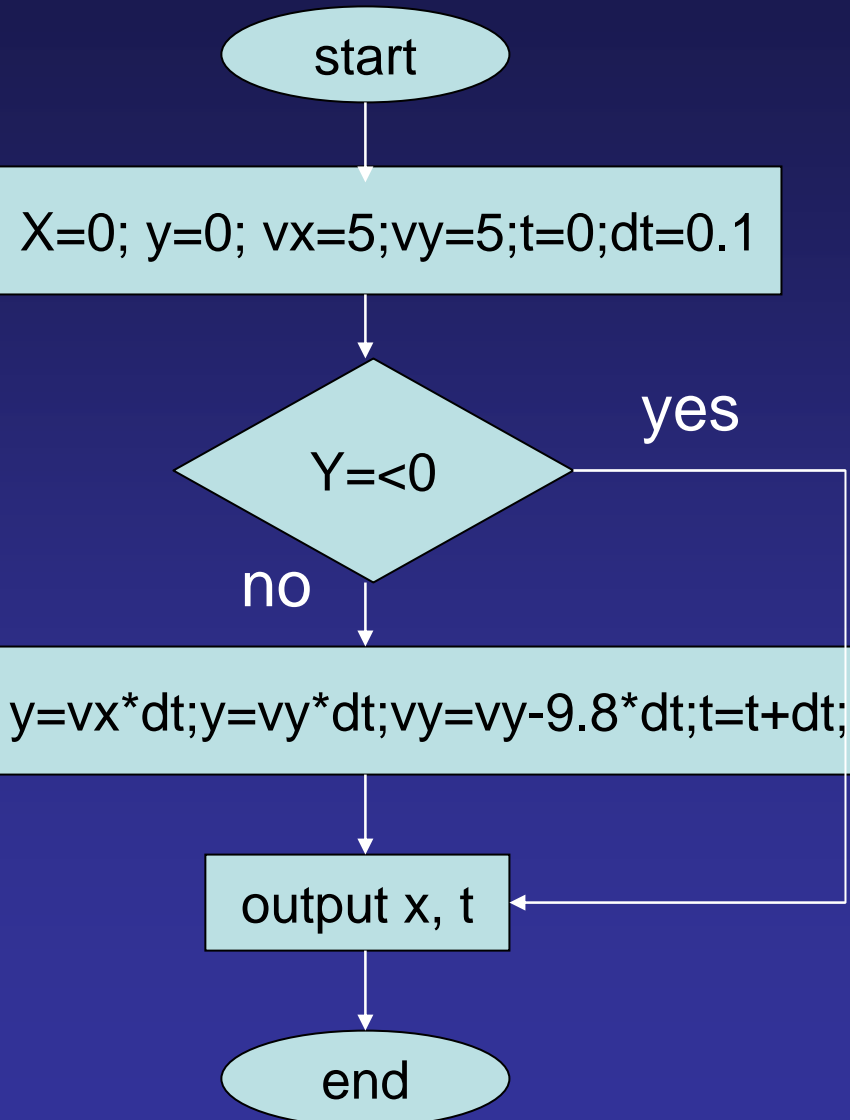 start
X=0; y=0; vx=5;vy=5;t=0;dt=0.1
yes
Y=<0
no
y=vx*dt;y=vy*dt;vy=vy-9.8*dt;t=t+dt;
output x, t
end